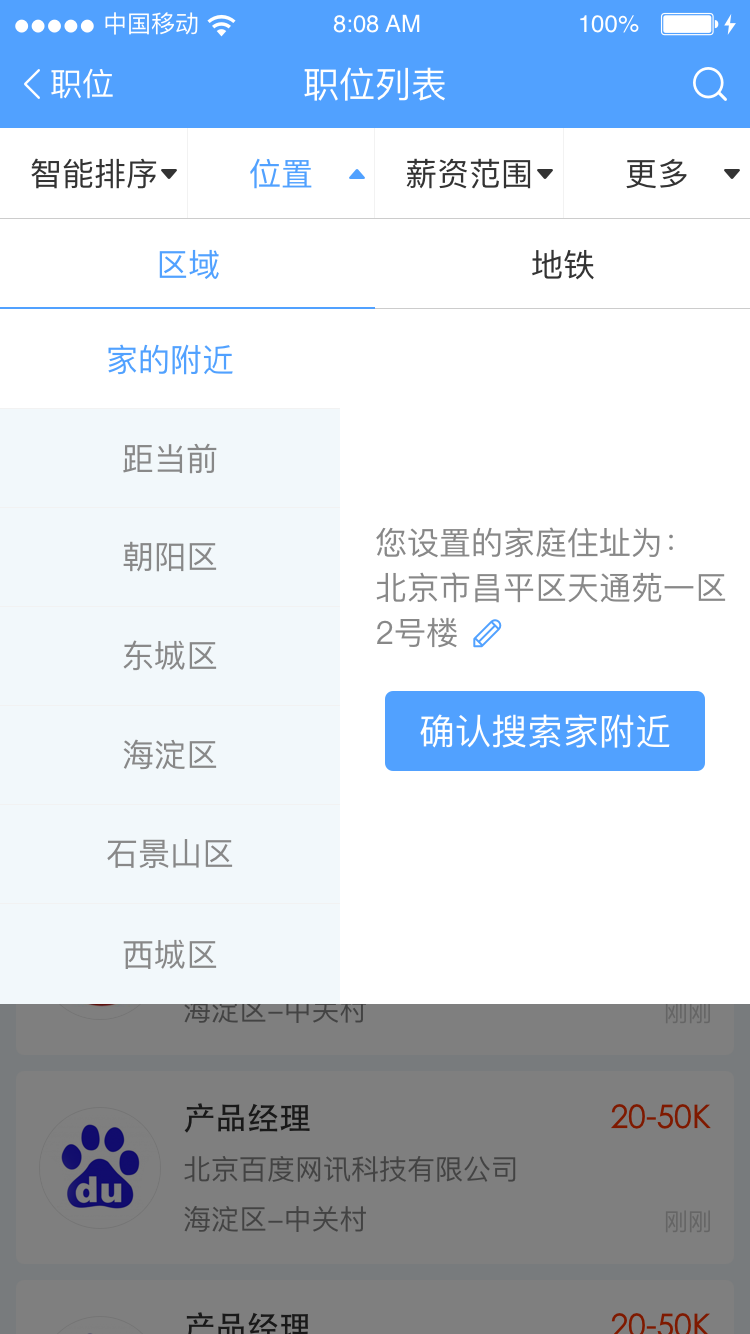 中国移动 8:08 AM 100%
职位 职位列表
智能排序 位置 薪资范围 更多
区域 地铁
家的附近
距当前
朝阳区
东城区
海淀区
石景山区
西城区
您设置的家庭住址为：
北京市昌平区天通苑一区
2号楼
确认搜索家附近
海淀区-中关村 刚刚
产品经理 20-50K
du
北京百度网讯科技有限公司
海淀区-中关村 刚刚
产品经理 20-50K